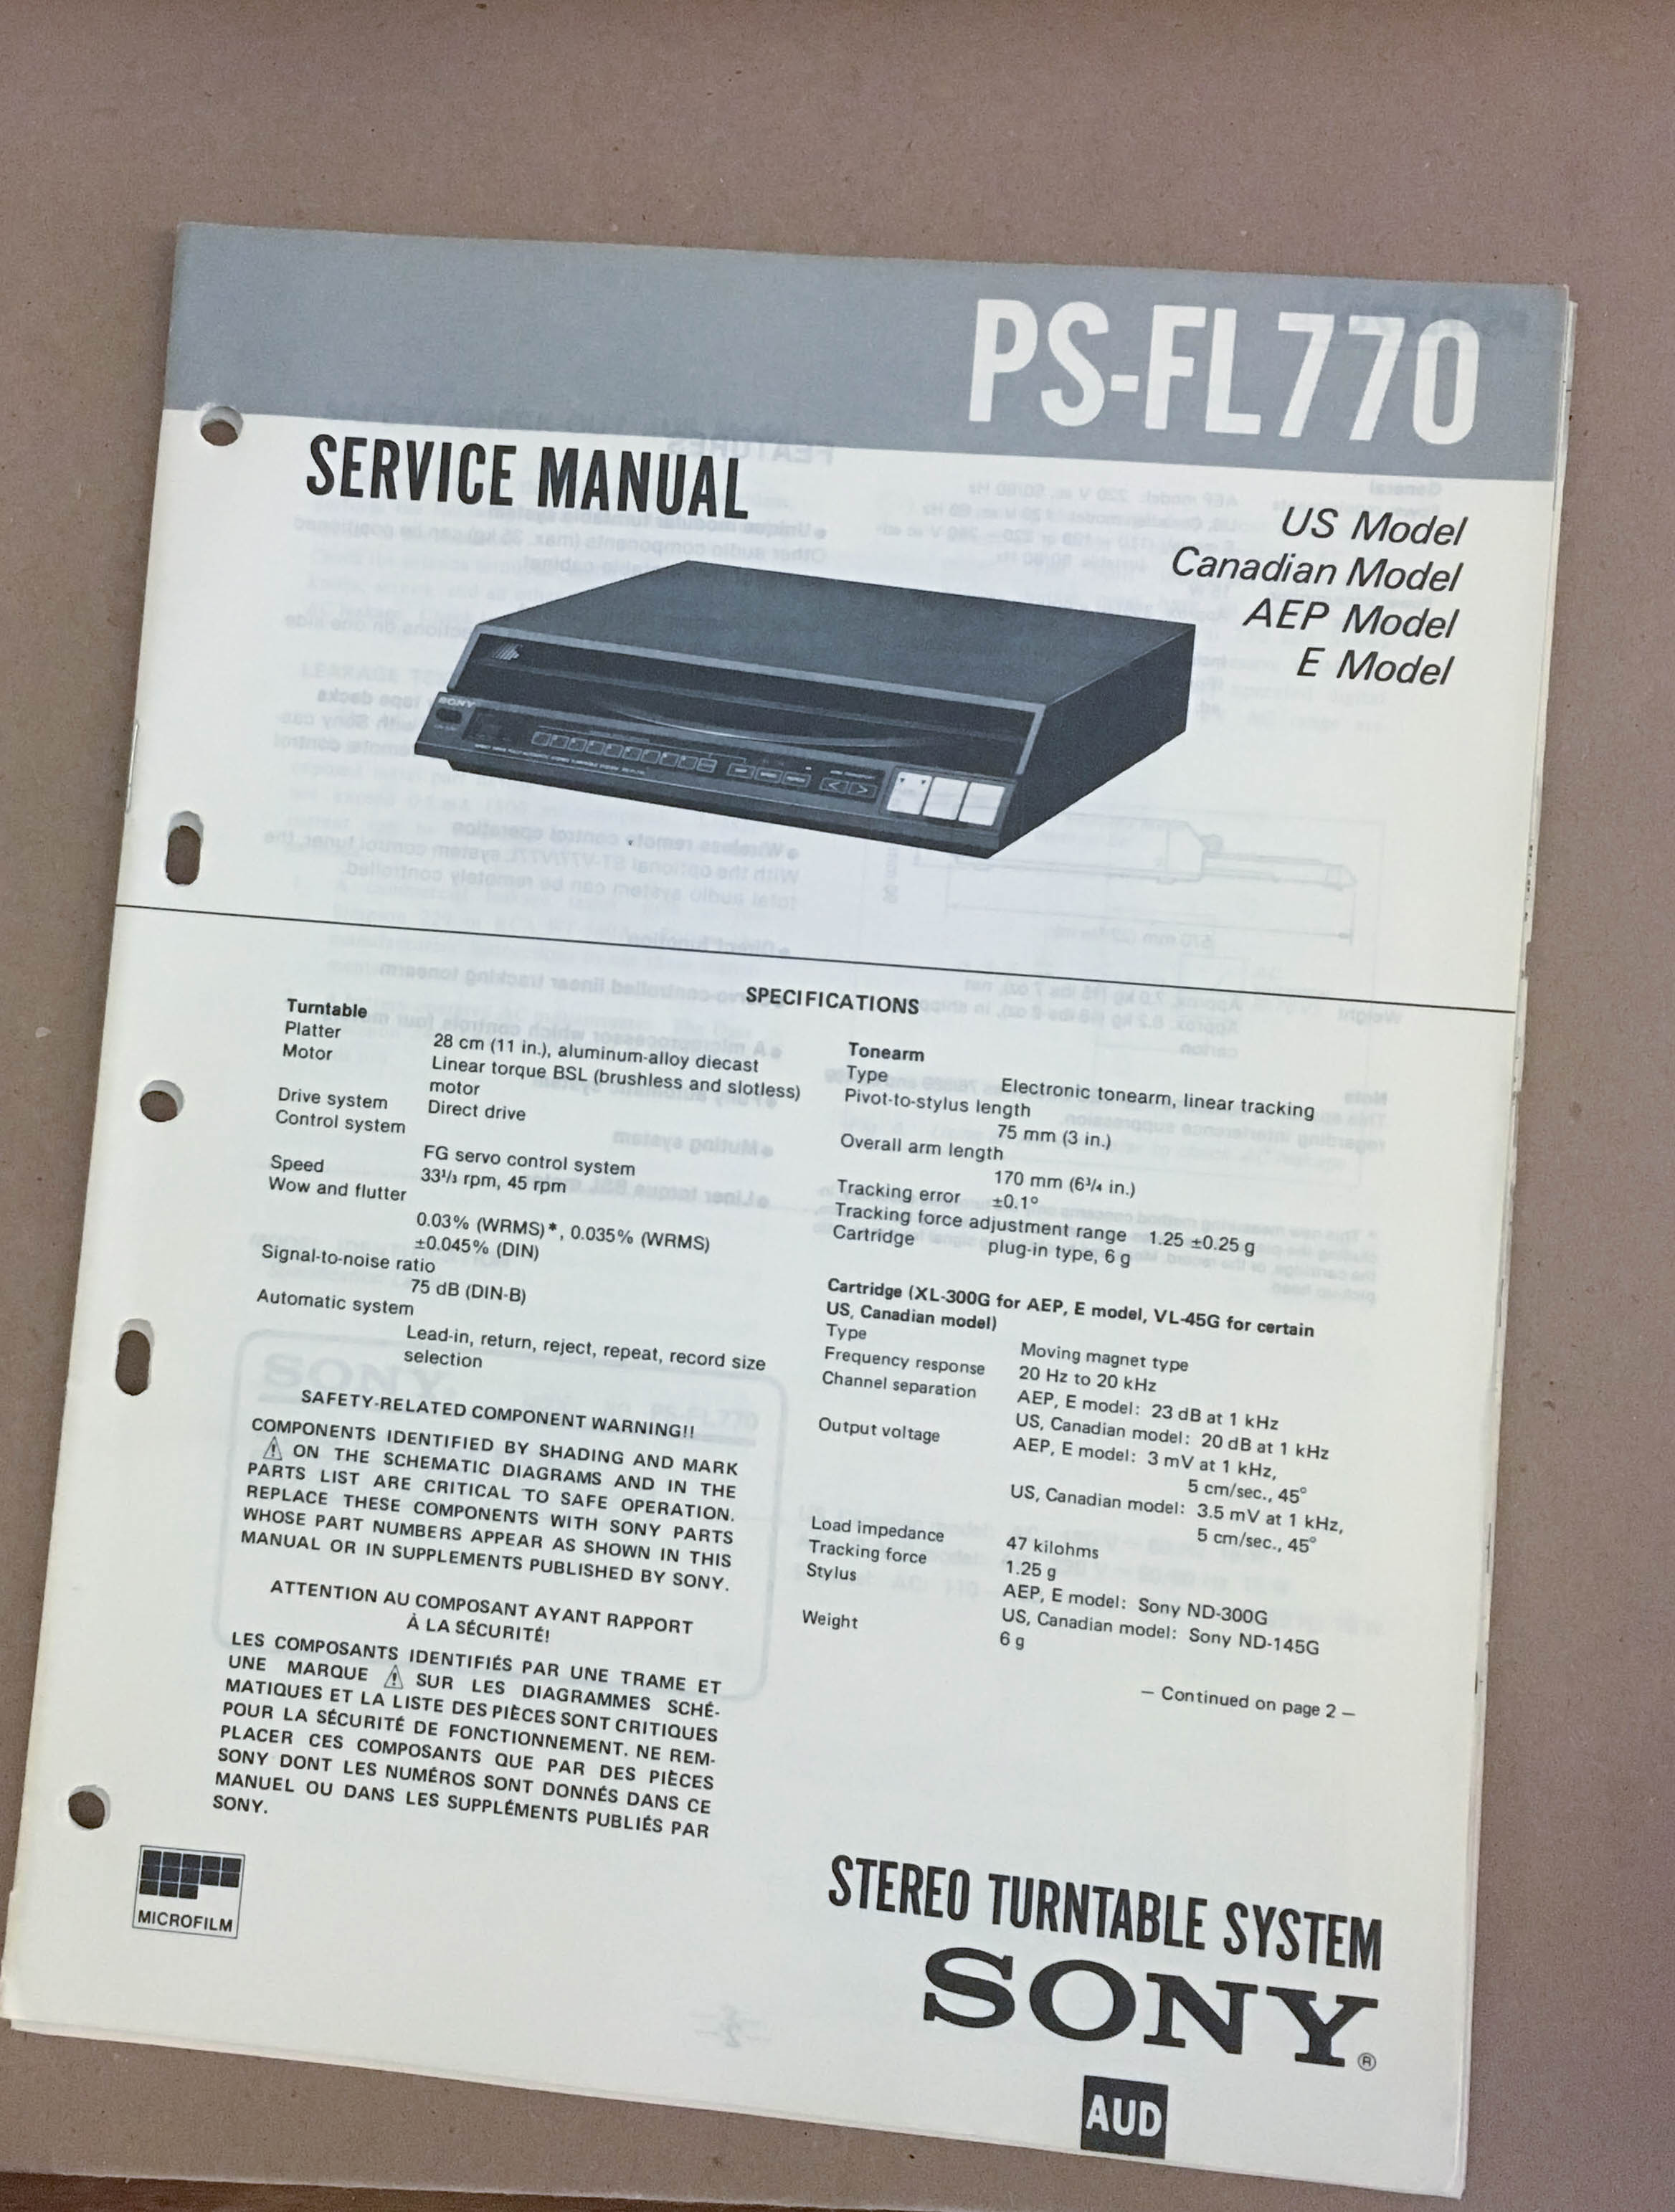 PS-FL770
SERVICE MANUAL
US Model
Canadian Model
AEP Model
E Model
SONY
SPECIFICATIONS
Turntable
Platter 28 cm (11 in.), aluminum-alloy diecast
Motor Linear torque BSL (brushless and slotless)
motor
Drive system Direct drive
Control system
FG servo control system
Speed 33¹/₃ rpm, 45 rpm
Wow and flutter
0.03% (WRMS)*, 0.035% (WRMS)
±0.045% (DIN)
Signal-to-noise ratio
75 dB (DIN-B)
Automatic system
Lead-in, return, reject, repeat, record size
selection
SAFETY-RELATED COMPONENT WARNING!!
COMPONENTS IDENTIFIED BY SHADING AND MARK
⚠ ON THE SCHEMATIC DIAGRAMS AND IN THE
PARTS LIST ARE CRITICAL TO SAFE OPERATION.
REPLACE THESE COMPONENTS WITH SONY PARTS
WHOSE PART NUMBERS APPEAR AS SHOWN IN THIS
MANUAL OR IN SUPPLEMENTS PUBLISHED BY SONY.
ATTENTION AU COMPOSANT AYANT RAPPORT
À LA SÉCURITÉ!
LES COMPOSANTS IDENTIFIÉS PAR UNE TRAME ET
UNE MARQUE ⚠ SUR LES DIAGRAMMES SCHÉ-
MATIQUES ET LA LISTE DES PIÈCES SONT CRITIQUES
POUR LA SÉCURITÉ DE FONCTIONNEMENT. NE REM-
PLACER CES COMPOSANTS QUE PAR DES PIÈCES
SONY DONT LES NUMÉROS SONT DONNÉS DANS CE
MANUEL OU DANS LES SUPPLÉMENTS PUBLIÉS PAR
SONY.
Tonearm
Type Electronic tonearm, linear tracking
Pivot-to-stylus length
75 mm (3 in.)
Overall arm length
170 mm (6³/₄ in.)
Tracking error ±0.1°
Tracking force adjustment range 1.25 ±0.25 g
Cartridge plug-in type, 6 g
Cartridge (XL-300G for AEP, E model, VL-45G for certain
US, Canadian model)
Type Moving magnet type
Frequency response 20 Hz to 20 kHz
Channel separation AEP, E model: 23 dB at 1 kHz
US, Canadian model: 20 dB at 1 kHz
Output voltage AEP, E model: 3 mV at 1 kHz,
5 cm/sec., 45°
US, Canadian model: 3.5 mV at 1 kHz,
5 cm/sec., 45°
Load impedance 47 kilohms
Tracking force 1.25 g
Stylus AEP, E model: Sony ND-300G
US, Canadian model: Sony ND-145G
Weight 6 g
— Continued on page 2 —
MICROFILM
STEREO TURNTABLE SYSTEM
SONY®
AUD